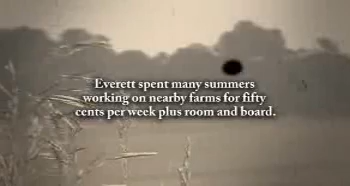 Everett spent many summers
working on nearby farms for fifty
cents per week plus room and board.